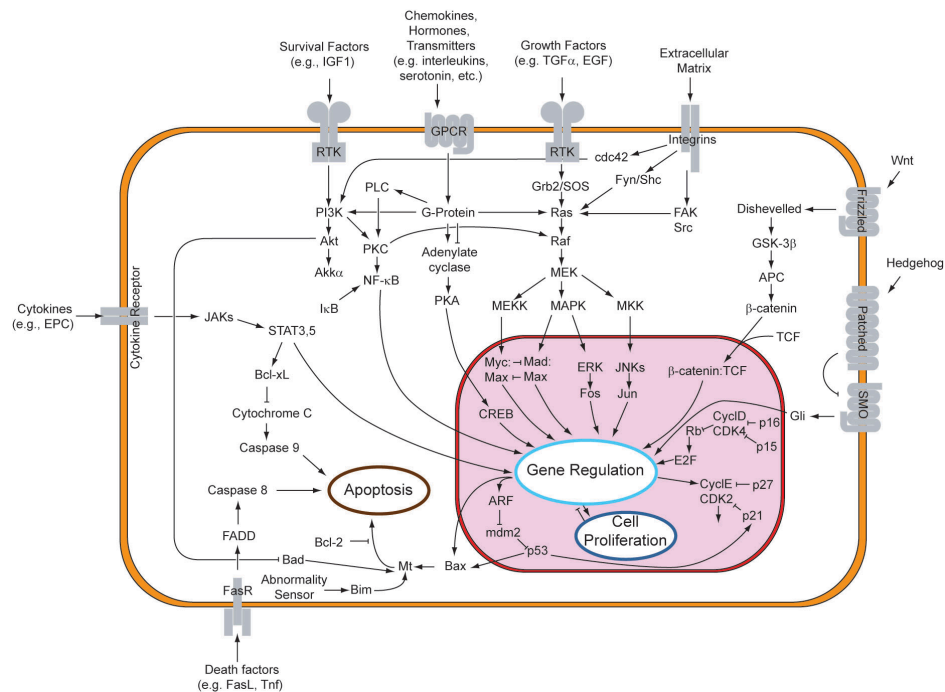 Chemokines,
Hormones,
Transmitters
(e.g. interleukins,
serotonin, etc.)
Survival Factors
(e.g., IGF1)
Growth Factors
(e.g. TGFα, EGF)
Extracellular
Matrix
RTK
GPCR
RTK
Integrins
cdc42
Fyn/Shc
Grb2/SOS
PLC
PI3K
G-Protein
Ras
FAK
Src
Akt
PKC
Adenylate
cyclase
Raf
Akkα
NF-κB
MEK
IκB
PKA
MEKK
MAPK
MKK
Wnt
Frizzled
Dishevelled
GSK-3β
APC
β-catenin
TCF
Hedgehog
Patched
SMO
Gli
Cytokines
(e.g., EPC)
Cytokine Receptor
JAKs
STAT3,5
Bcl-xL
Cytochrome C
Caspase 9
Caspase 8
Apoptosis
FADD
Bcl-2
Bad
Mt
Bax
FasR
Abnormality
Sensor
Bim
Death factors
(e.g. FasL, Tnf)
Myc:
Mad:
Max
Max
ERK
Fos
JNKs
Jun
β-catenin:TCF
CREB
CyclD
CDK4
p16
p15
Rb
E2F
Gene Regulation
CyclE
CDK2
p27
p21
ARF
mdm2
p53
Cell
Proliferation